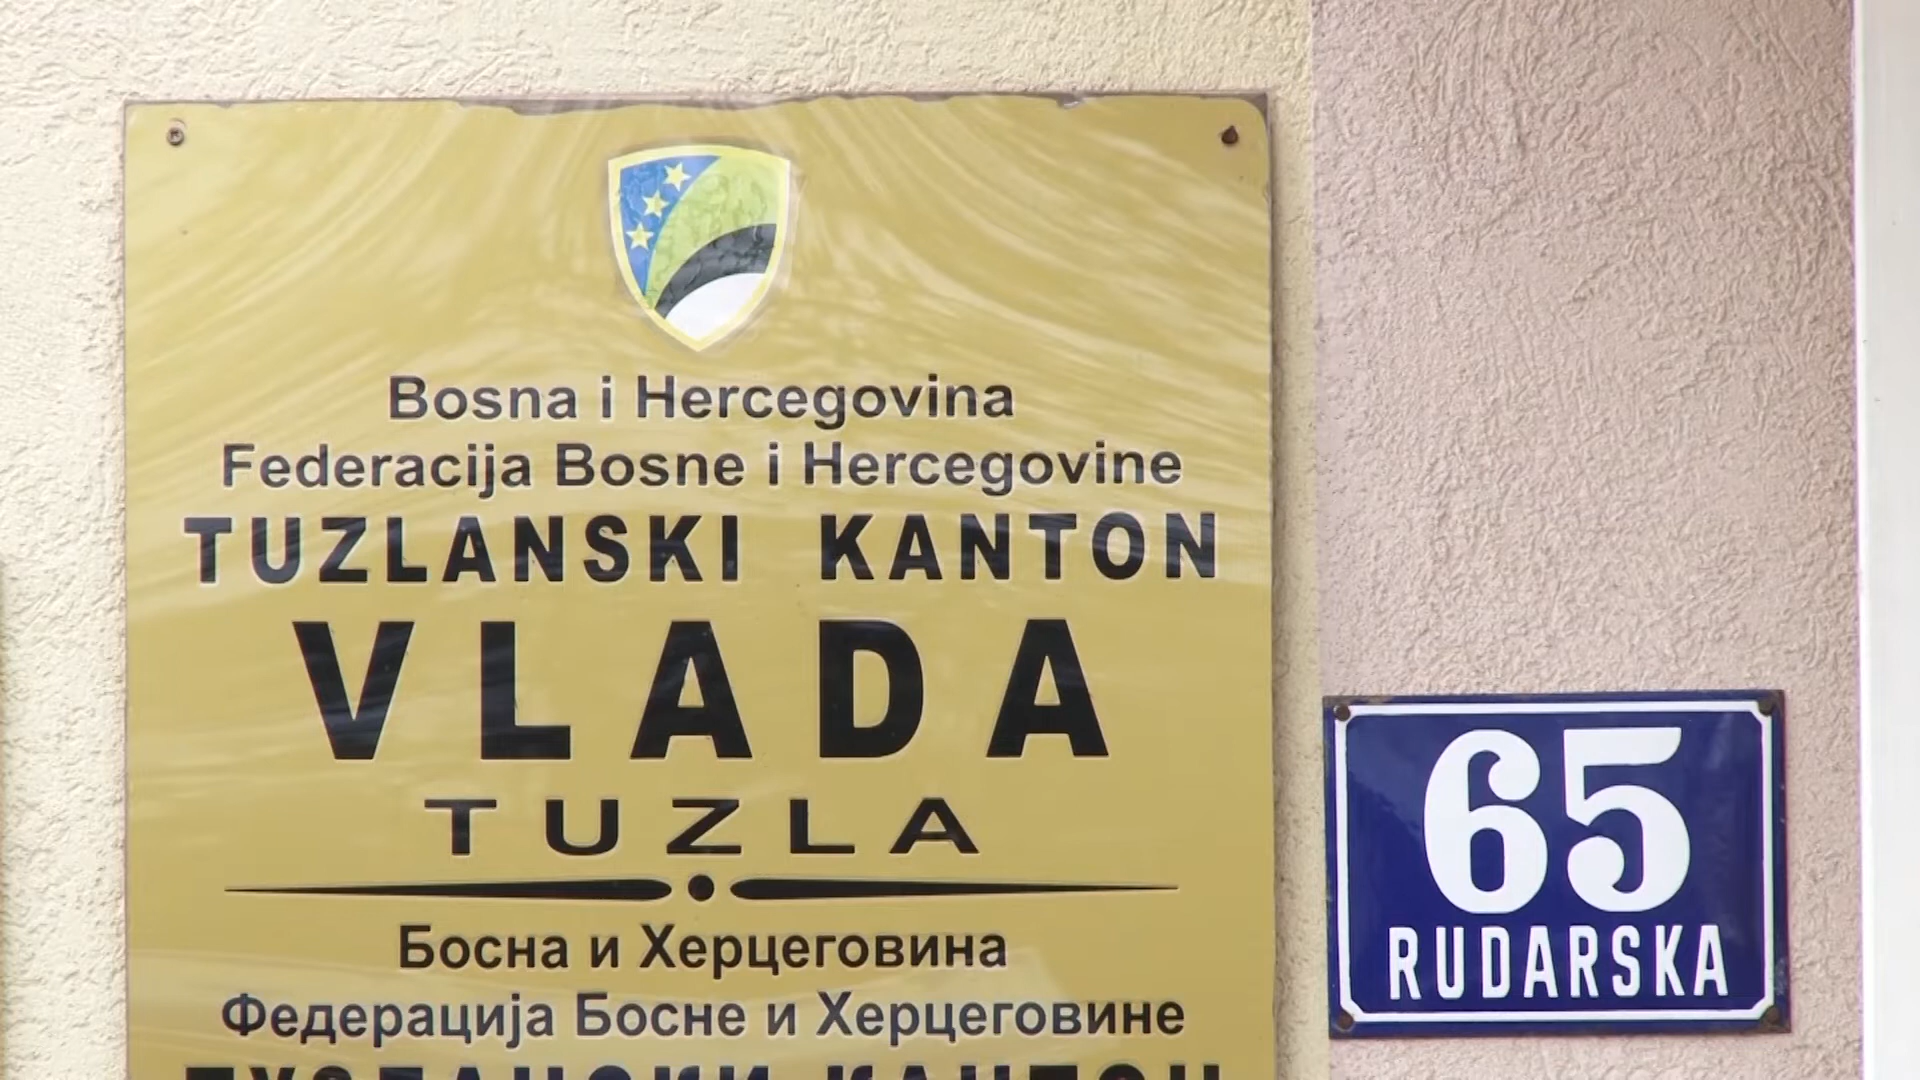 Bosna i Hercegovina
Federacija Bosne i Hercegovine
TUZLANSKI KANTON
VLADA
TUZLA
Босна и Херцеговина
Федерација Босне и Херцеговине
ТУЗЛАНСКИ КАНТОН
65
RUDARSKA